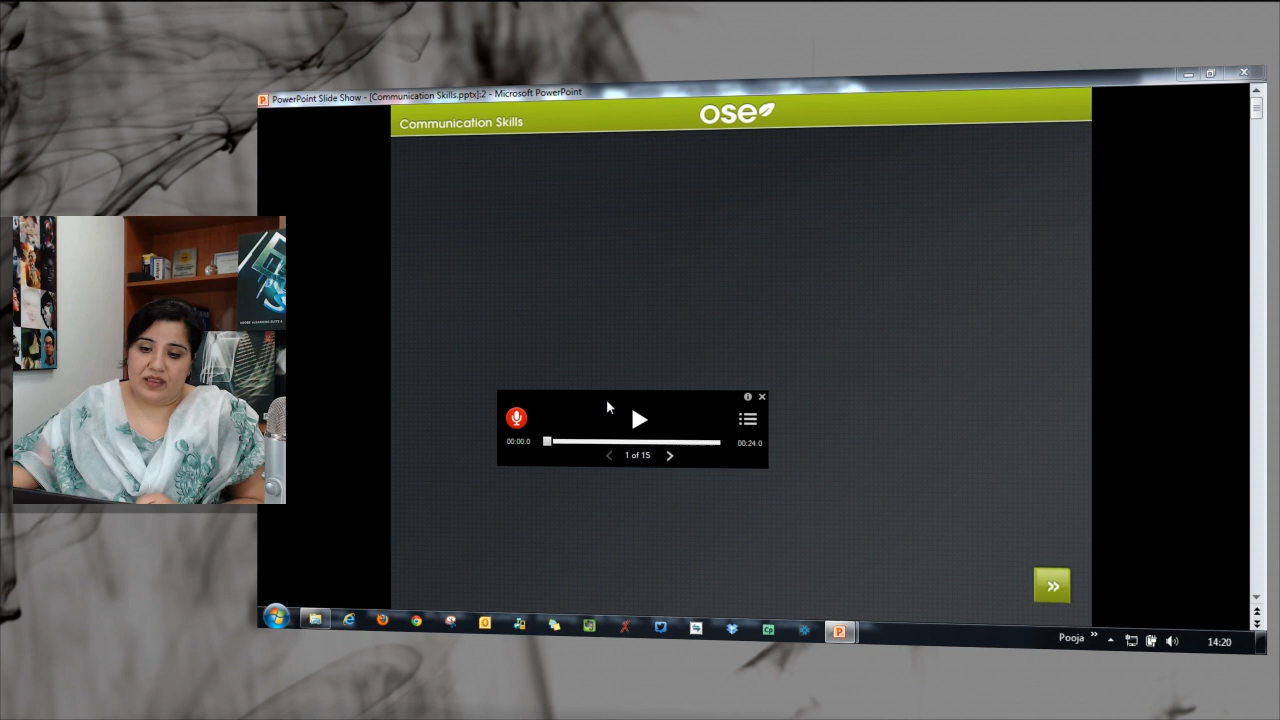 PowerPoint Slide Show - [Communication Skills.pptx]:2 - Microsoft PowerPoint
Communication Skills
ose
00:00.0
00:24.0
1 of 15
Pooja
14:20